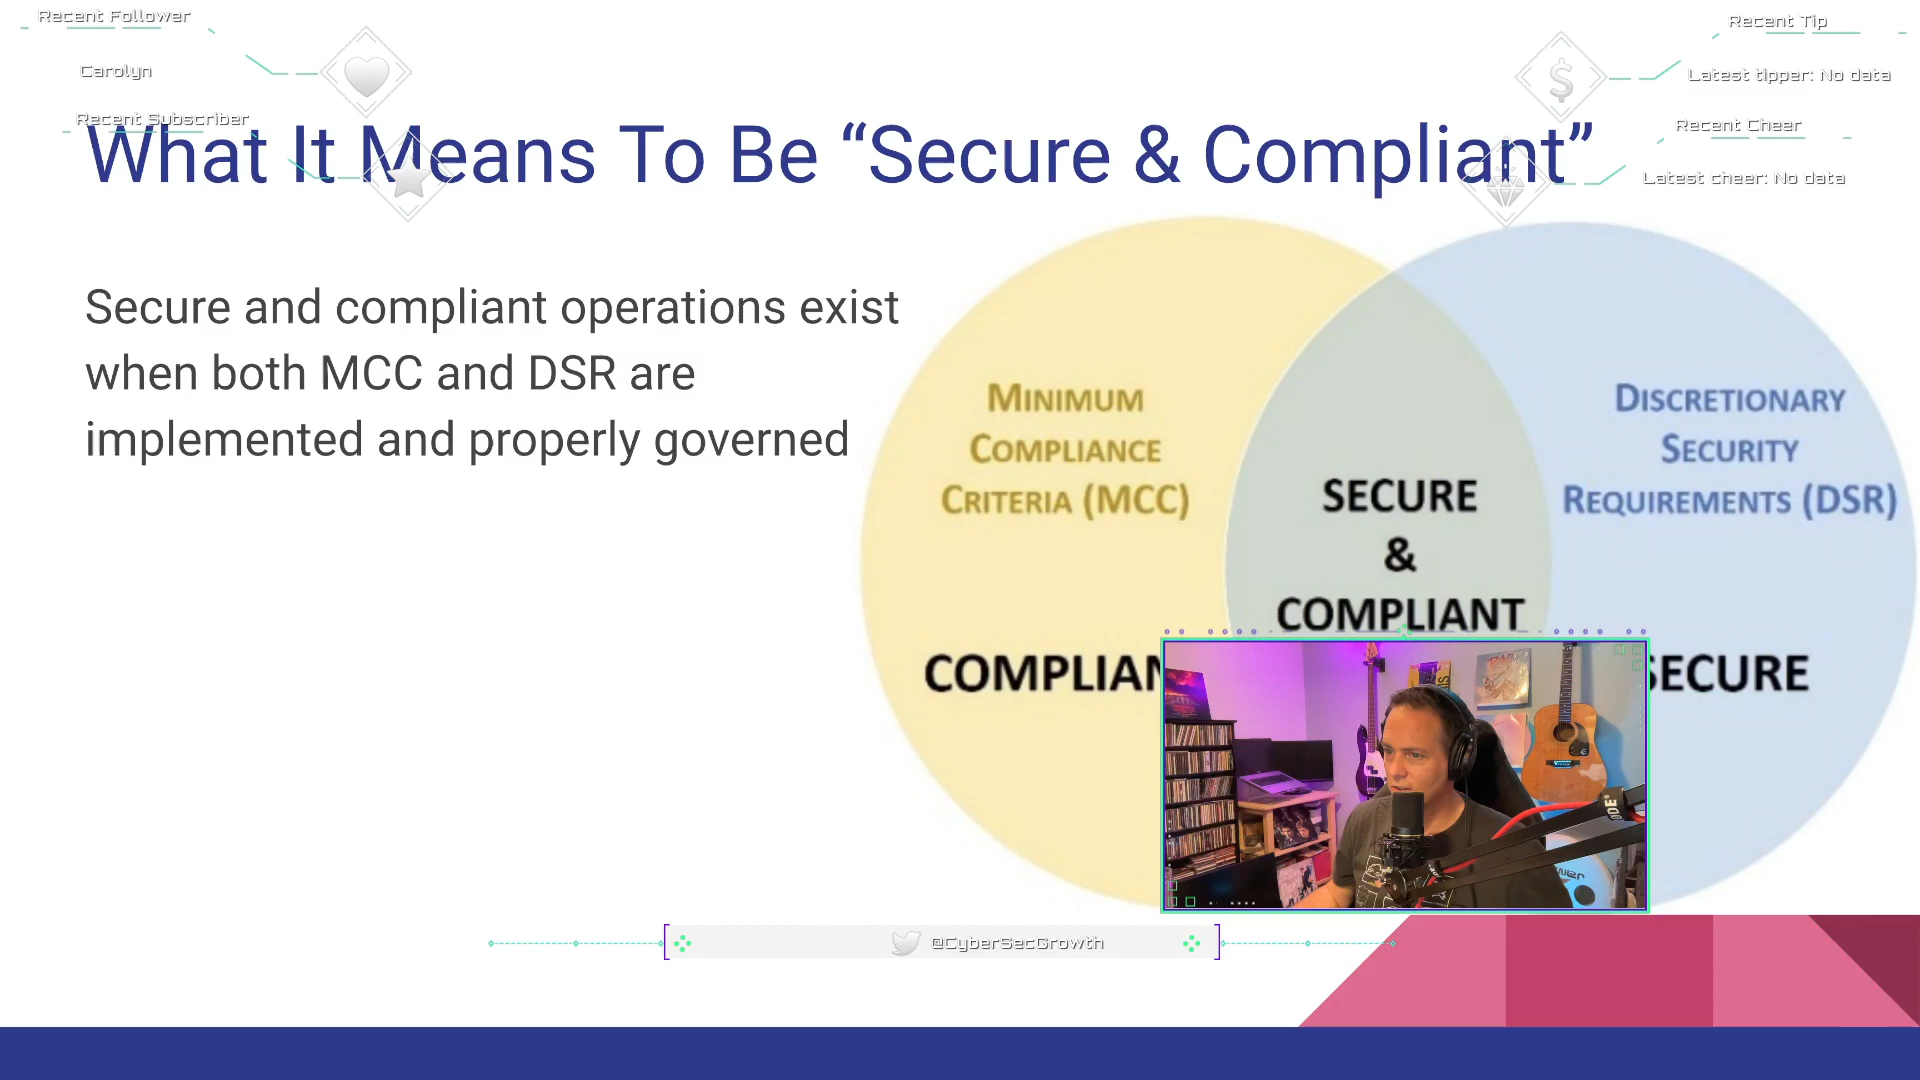 Recent Follower
Carolyn
Recent Subscriber
Recent Tip
Latest tipper: No data
Recent Cheer
Latest cheer: No data
What It Means To Be “Secure & Compliant”
Secure and compliant operations exist
when both MCC and DSR are
implemented and properly governed
MINIMUM
COMPLIANCE
CRITERIA (MCC)
COMPLIAN
SECURE
&
COMPLIANT
DISCRETIONARY
SECURITY
REQUIREMENTS (DSR)
SECURE
RODE
@CyberSecGrowth